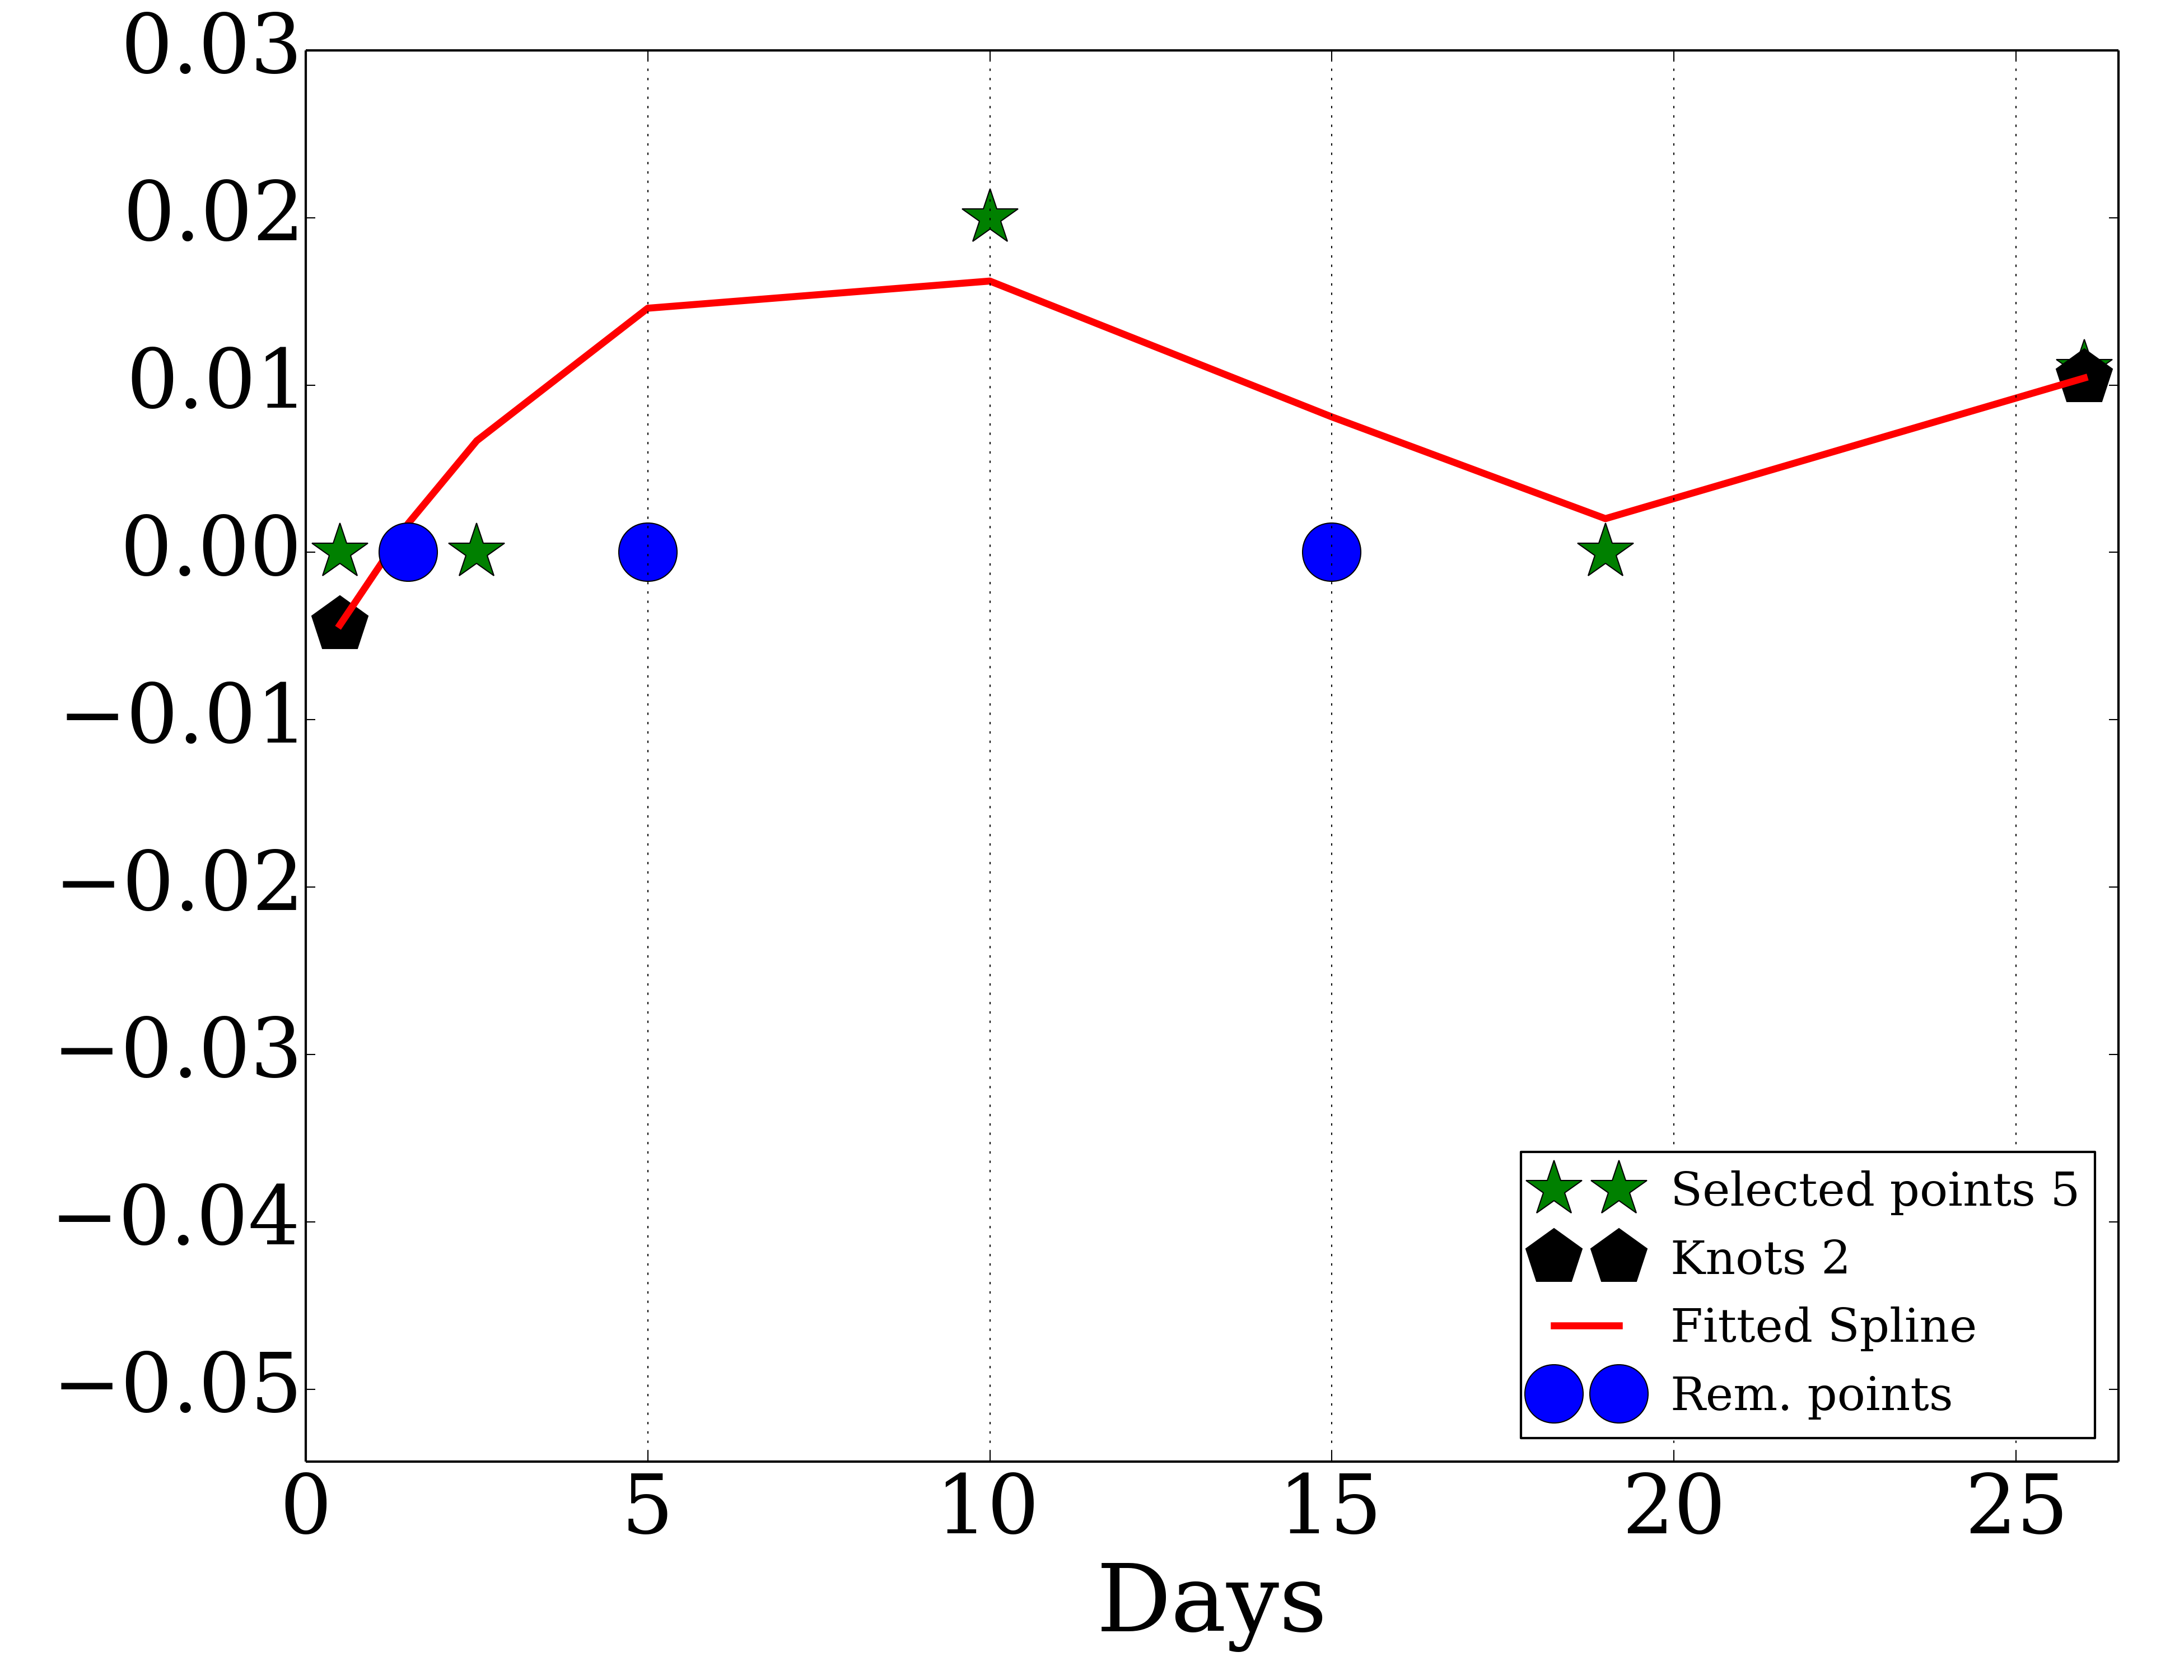 0.03
0.02
0.01
0.00
−0.01
−0.02
−0.03
−0.04
−0.05
0 5 10 15 20 25
Days
Selected points 5
Knots 2
Fitted Spline
Rem. points